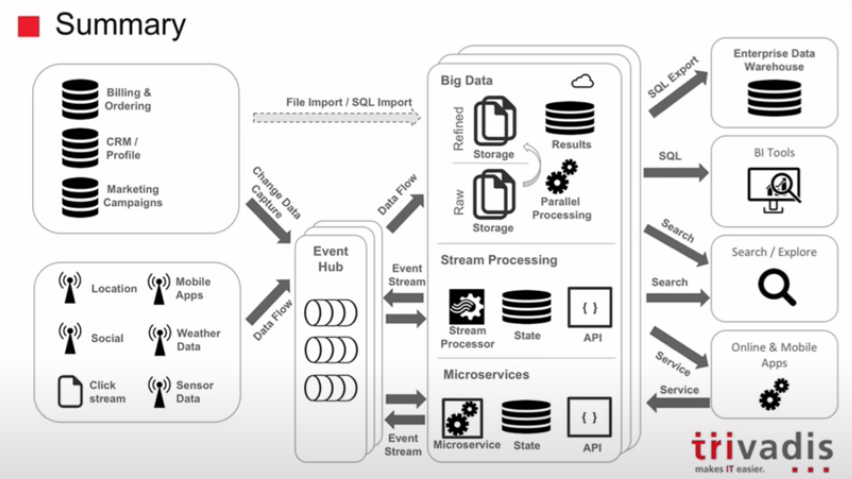 Summary
Billing &
Ordering
CRM /
Profile
Marketing
Campaigns
File Import / SQL Import
Change Data
Capture
Data Flow
Location
Mobile
Apps
Social
Weather
Data
Click
stream
Sensor
Data
Data Flow
Event
Hub
Event
Stream
Event
Stream
Big Data
Refined
Storage
Results
Raw
Storage
Parallel
Processing
Stream Processing
Stream
Processor
State
{ }
API
Microservices
Microservice
State
{ }
API
SQL Export
SQL
Search
Search
Service
Service
Enterprise Data
Warehouse
BI Tools
Search / Explore
Online & Mobile
Apps
trivadis
makes IT easier.